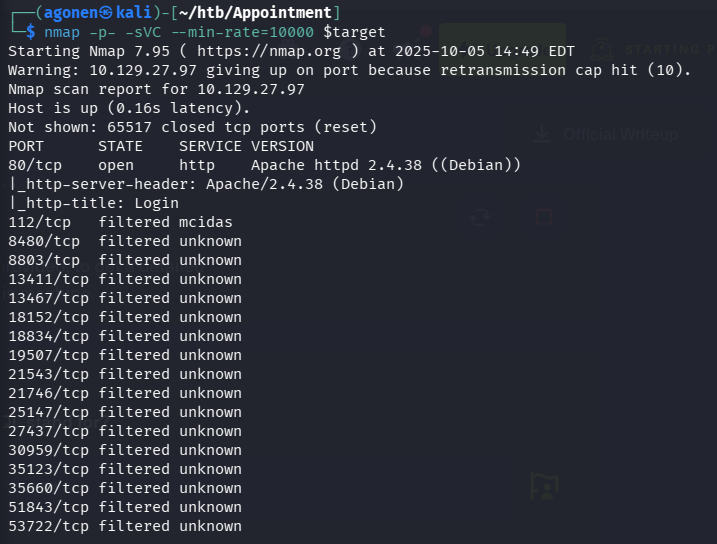 ┌──(agonen㉿kali)-[~/htb/Appointment]
└─$ nmap -p- -sVC --min-rate=10000 $target
Starting Nmap 7.95 ( https://nmap.org ) at 2025-10-05 14:49 EDT
Warning: 10.129.27.97 giving up on port because retransmission cap hit (10).
Nmap scan report for 10.129.27.97
Host is up (0.16s latency).
Not shown: 65517 closed tcp ports (reset)
PORT      STATE    SERVICE VERSION
80/tcp    open     http    Apache httpd 2.4.38 ((Debian))
|_http-server-header: Apache/2.4.38 (Debian)
|_http-title: Login
112/tcp   filtered mcidas
8480/tcp  filtered unknown
8803/tcp  filtered unknown
13411/tcp filtered unknown
13467/tcp filtered unknown
18152/tcp filtered unknown
18834/tcp filtered unknown
19507/tcp filtered unknown
21543/tcp filtered unknown
21746/tcp filtered unknown
25147/tcp filtered unknown
27437/tcp filtered unknown
30959/tcp filtered unknown
35123/tcp filtered unknown
35660/tcp filtered unknown
51843/tcp filtered unknown
53722/tcp filtered unknown
STARTING P
Official Writeup